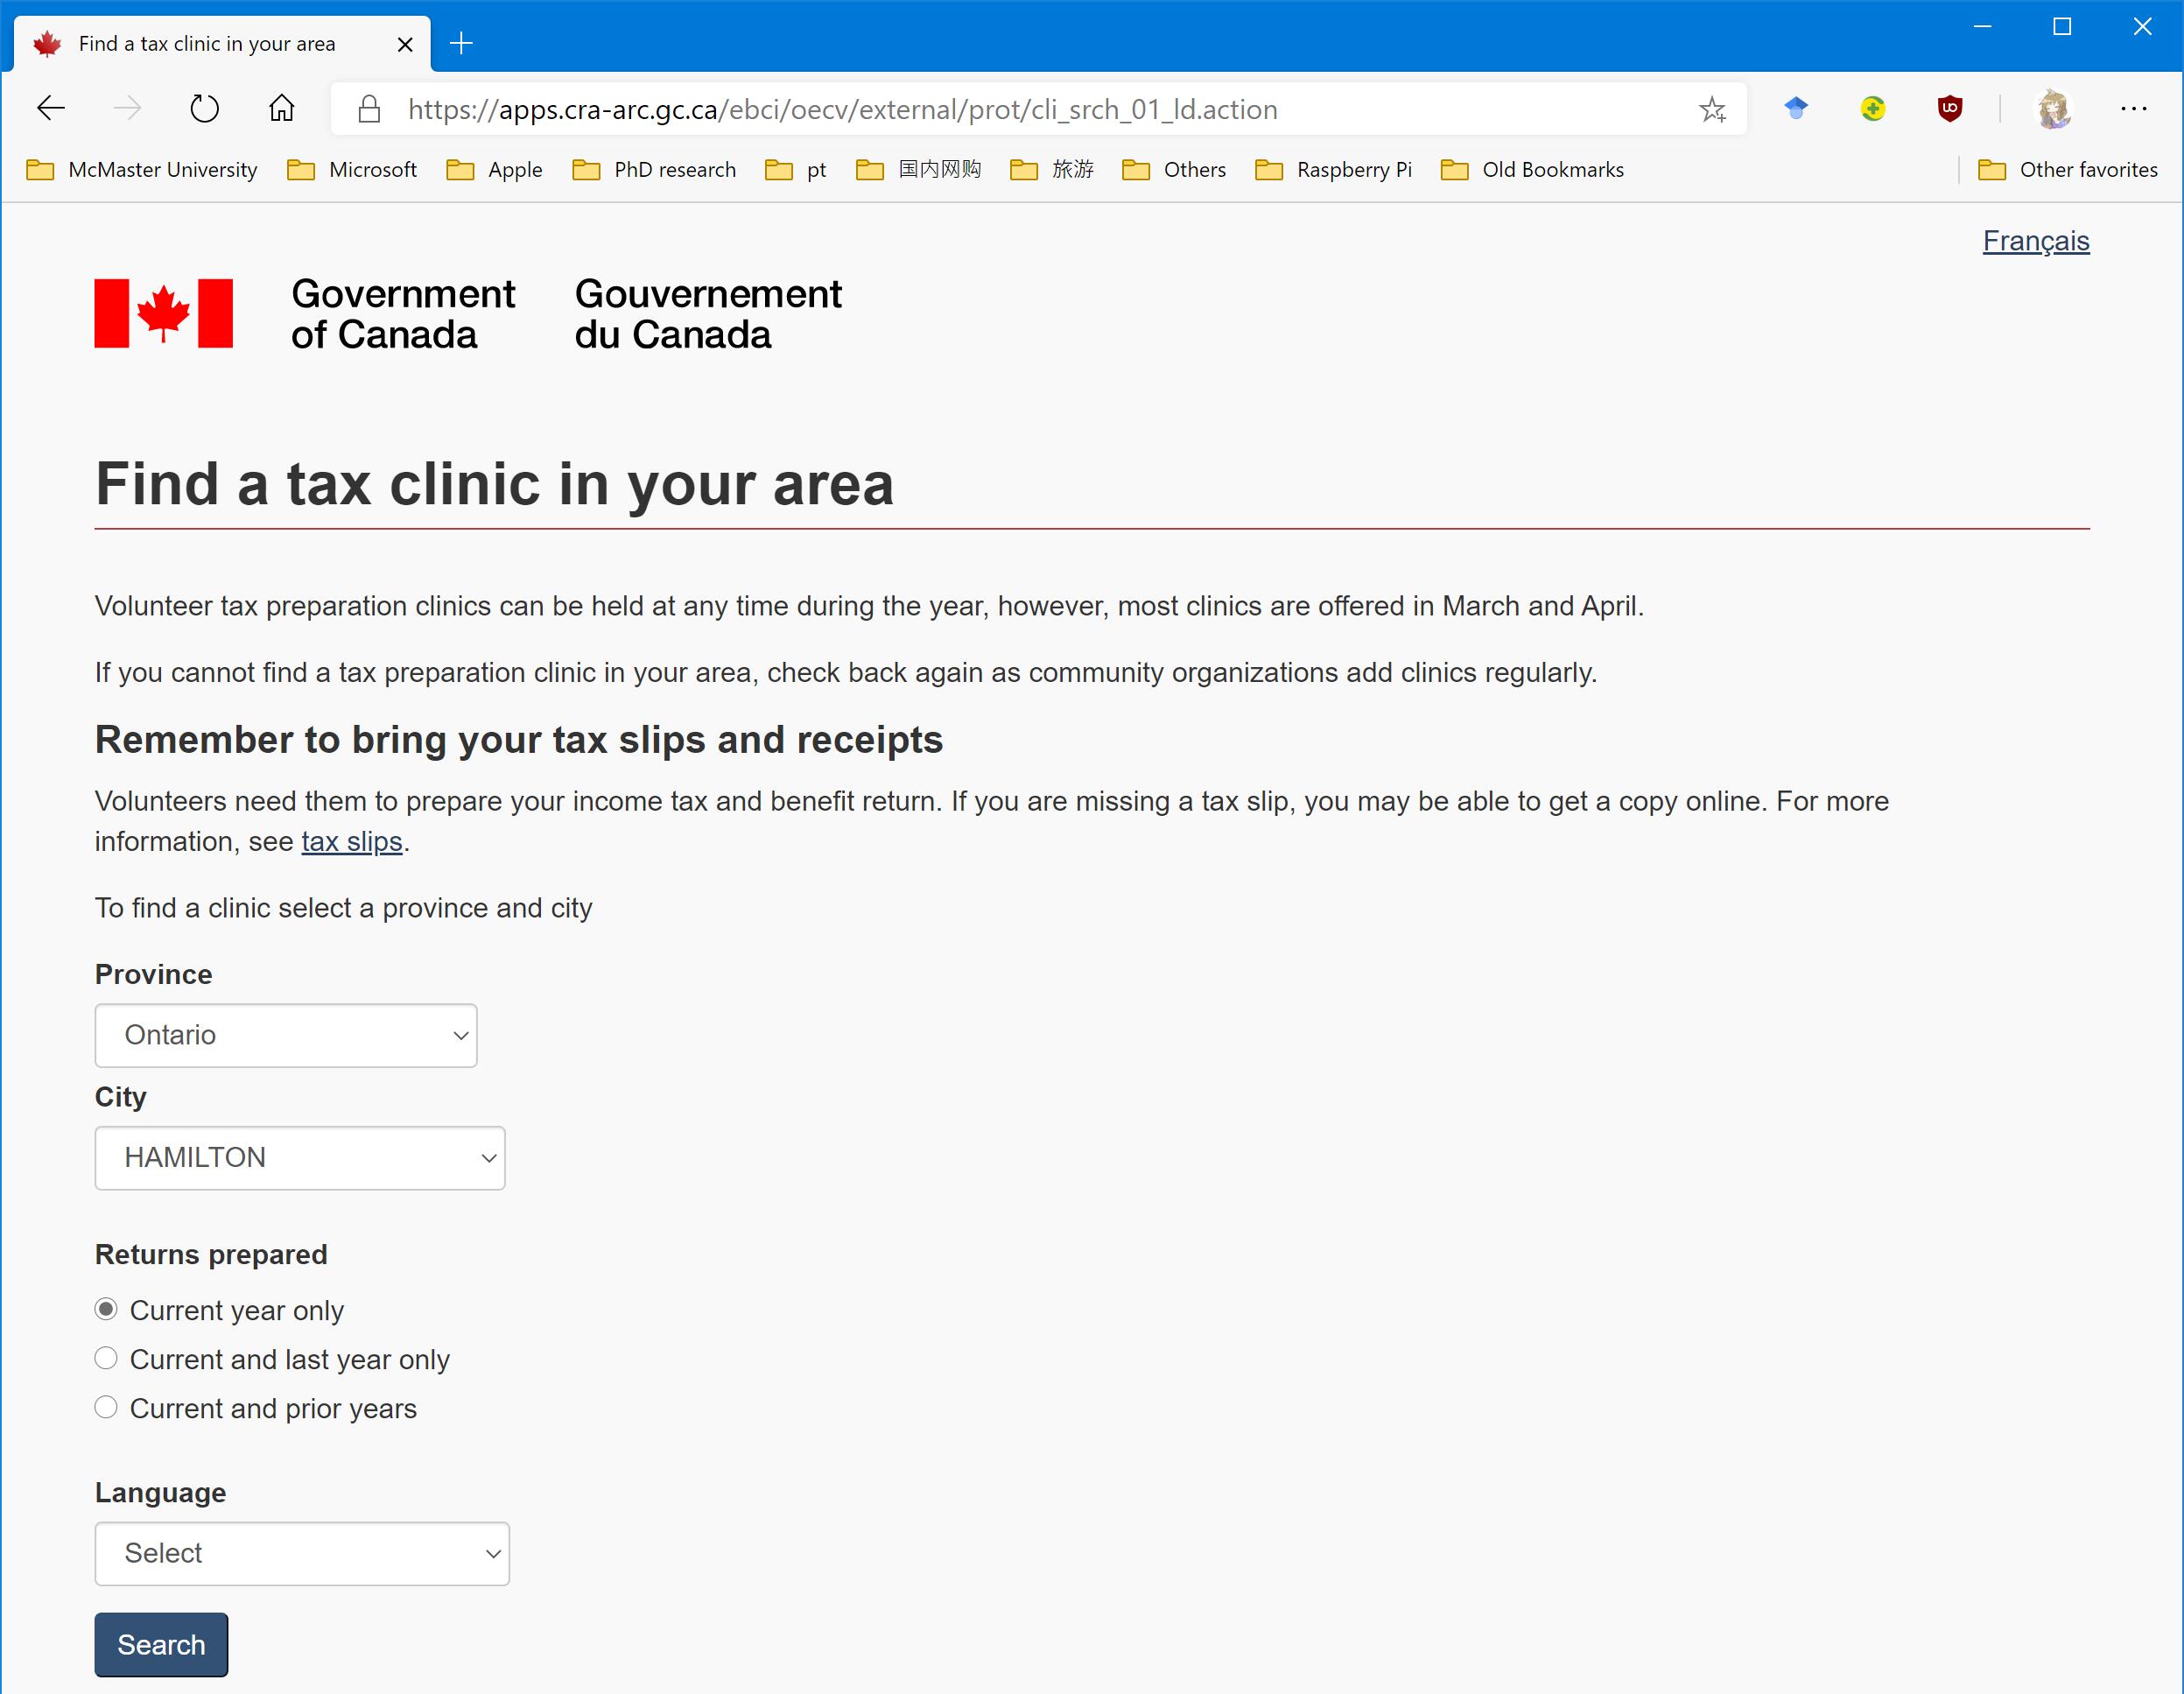 Find a tax clinic in your area
https://apps.cra-arc.gc.ca/ebci/oecv/external/prot/cli_srch_01_ld.action
McMaster University Microsoft Apple PhD research pt 国内网购 旅游 Others Raspberry Pi Old Bookmarks Other favorites
Français
Government Gouvernement
of Canada du Canada
Find a tax clinic in your area
Volunteer tax preparation clinics can be held at any time during the year, however, most clinics are offered in March and April.
If you cannot find a tax preparation clinic in your area, check back again as community organizations add clinics regularly.
Remember to bring your tax slips and receipts
Volunteers need them to prepare your income tax and benefit return. If you are missing a tax slip, you may be able to get a copy online. For more
information, see tax slips.
To find a clinic select a province and city
Province
Ontario
City
HAMILTON
Returns prepared
Current year only
Current and last year only
Current and prior years
Language
Select
Search